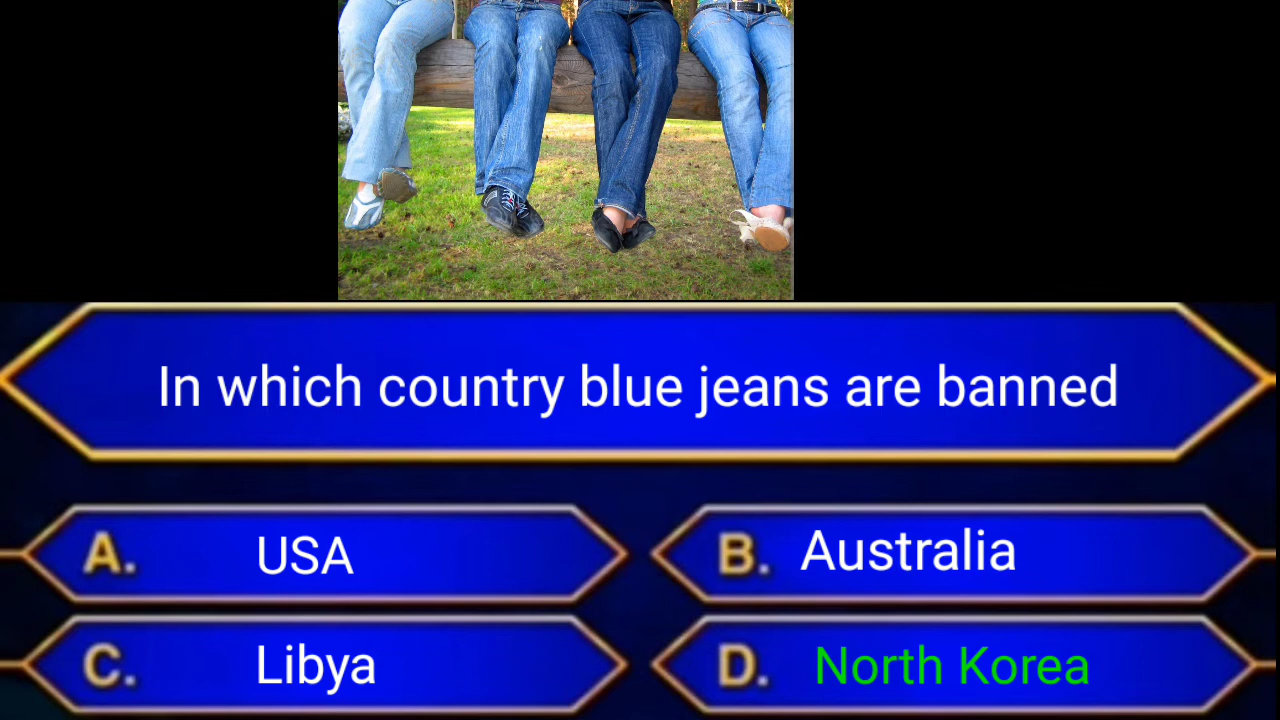 In which country blue jeans are banned
A. USA
B. Australia
C. Libya
D. North Korea